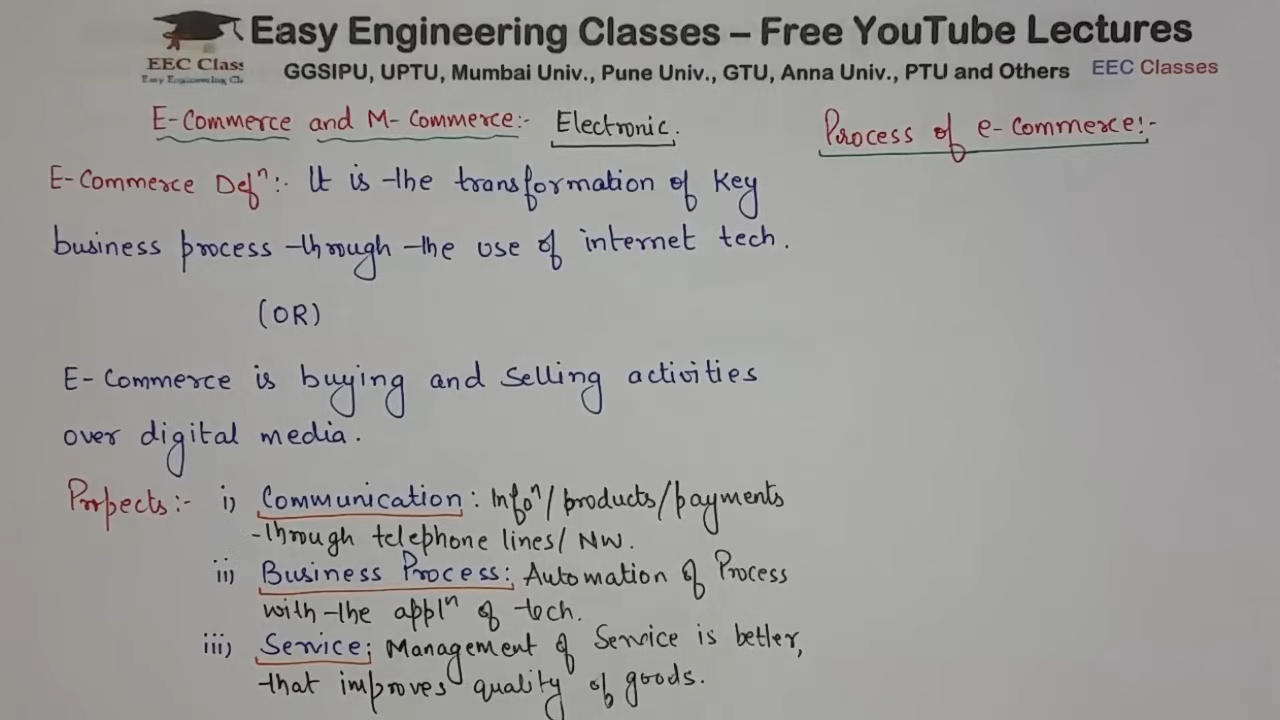 Easy Engineering Classes – Free YouTube Lectures
EEC Class
Easy Engineering Cl
GGSIPU, UPTU, Mumbai Univ., Pune Univ., GTU, Anna Univ., PTU and Others EEC Classes
E-Commerce and M-Commerce:- Electronic.
Process of e-commerce:-
E-Commerce Defⁿ:- It is the transformation of Key
business process through the use of internet tech.
(OR)
E-Commerce is buying and selling activities
over digital media.
Prpects:- i) Communication: Infoⁿ/products/payments
through telephone lines/ NW.
ii) Business Process: Automation of Process
with the applⁿ of tech.
iii) Service: Management of Service is better,
that improves quality of goods.